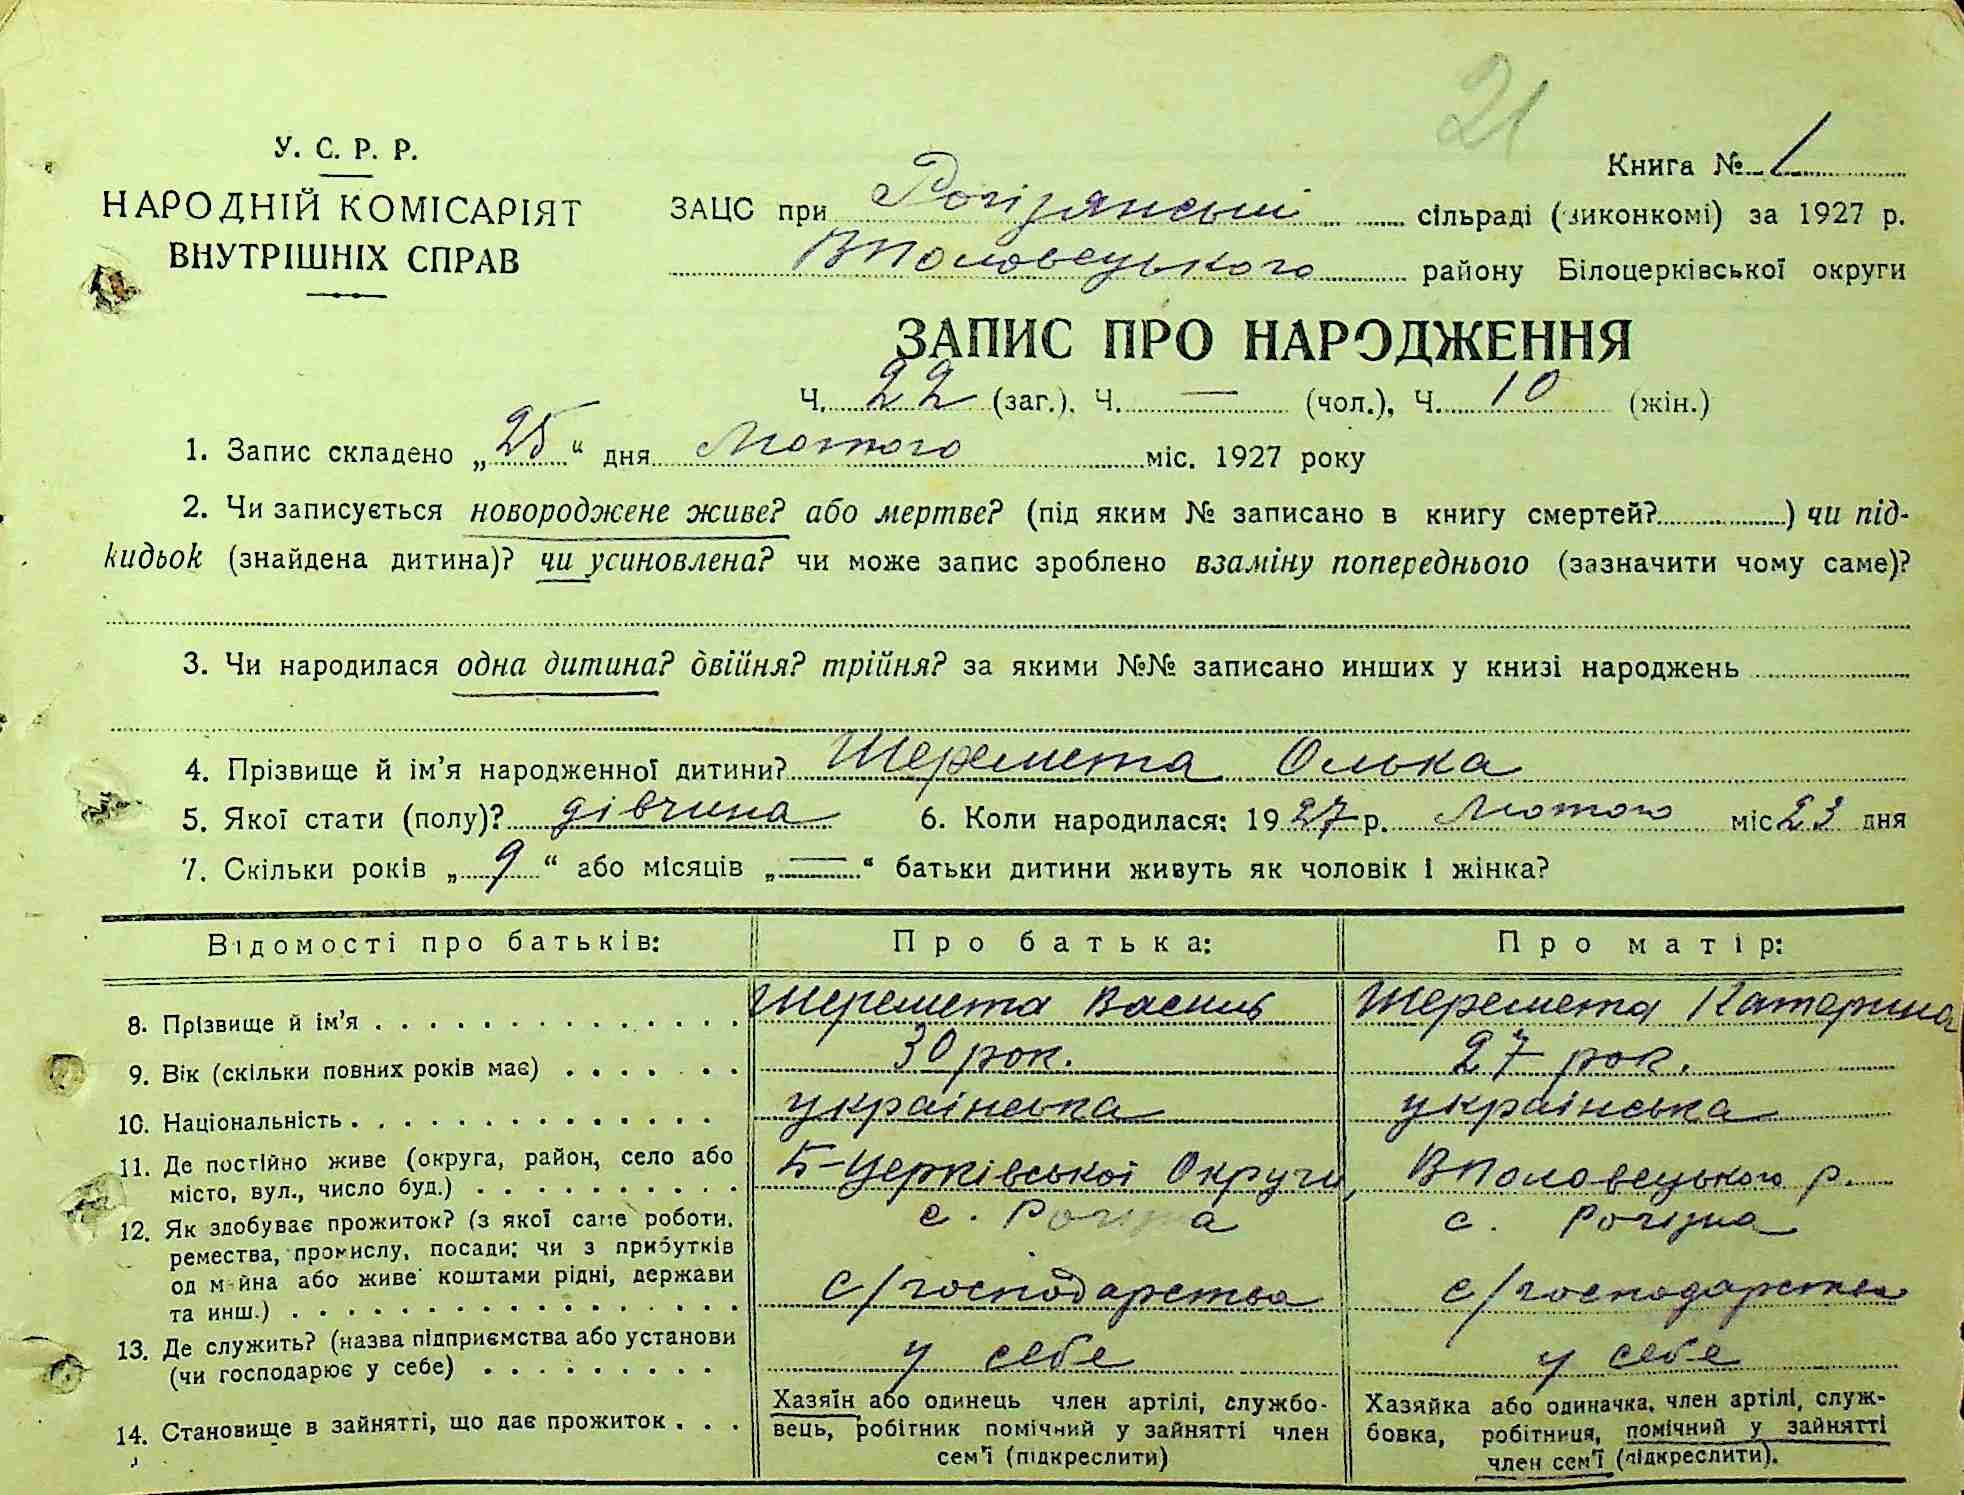 21
Книга № 1
У. С. Р. Р.
НАРОДНІЙ КОМІСАРІЯТ
ВНУТРІШНІХ СПРАВ
ЗАЦС при Рогізянській сільраді (виконкомі) за 1927 р.
ВПоловецького району Білоцерківської округи
ЗАПИС ПРО НАРОДЖЕННЯ
Ч. 22 (заг.), Ч. — (чол.), Ч. 10 (жін.)
1. Запис складено „25“ дня Лютого міс. 1927 року
2. Чи записується новороджене живе? або мертве? (під яким № записано в книгу смертей?..........) чи під-
кидьок (знайдена дитина)? чи усиновлена? чи може запис зроблено взаміну попереднього (зазначити чому саме)?
3. Чи народилася одна дитина? двійня? трійня? за якими №№ записано инших у книзі народжень
4. Прізвище й ім’я народженної дитини? Шеремета Олька
5. Якої стати (полу)? дівчина 6. Коли народилася: 1927 р. Лютого міс 23 дня
7. Скільки років „9“ або місяців „—“ батьки дитини живуть як чоловік і жінка?
Відомості про батьків: Про батька: Про матір:
8. Прізвище й ім’я Шеремета Василь Шеремета Катерина
9. Вік (скільки повних років має) 30 рок. 27 рок.
10. Національність українська українська
11. Де постійно живе (округа, район, село або
місто, вул., число буд.) Б-Церківської Округи, ВПоловецького р.
с. Рогізна с. Рогізна
12. Як здобуває прожиток? (з якої саме роботи,
ремества, промислу, посади; чи з прибутків
од майна або живе коштами рідні, держави
та инш.) с/господарства с/господарства
13. Де служить? (назва підприємства або установи
(чи господарює у себе) у себе у себе
14. Становище в зайнятті, що дає прожиток
Хазяїн або одинець член артілі, службо-
вець, робітник помічний у зайнятті член
сем’ї (підкреслити)
Хазяйка або одиначка, член артілі, служ-
бовка, робітниця, помічний у зайнятті
член сем’ї (підкреслити).